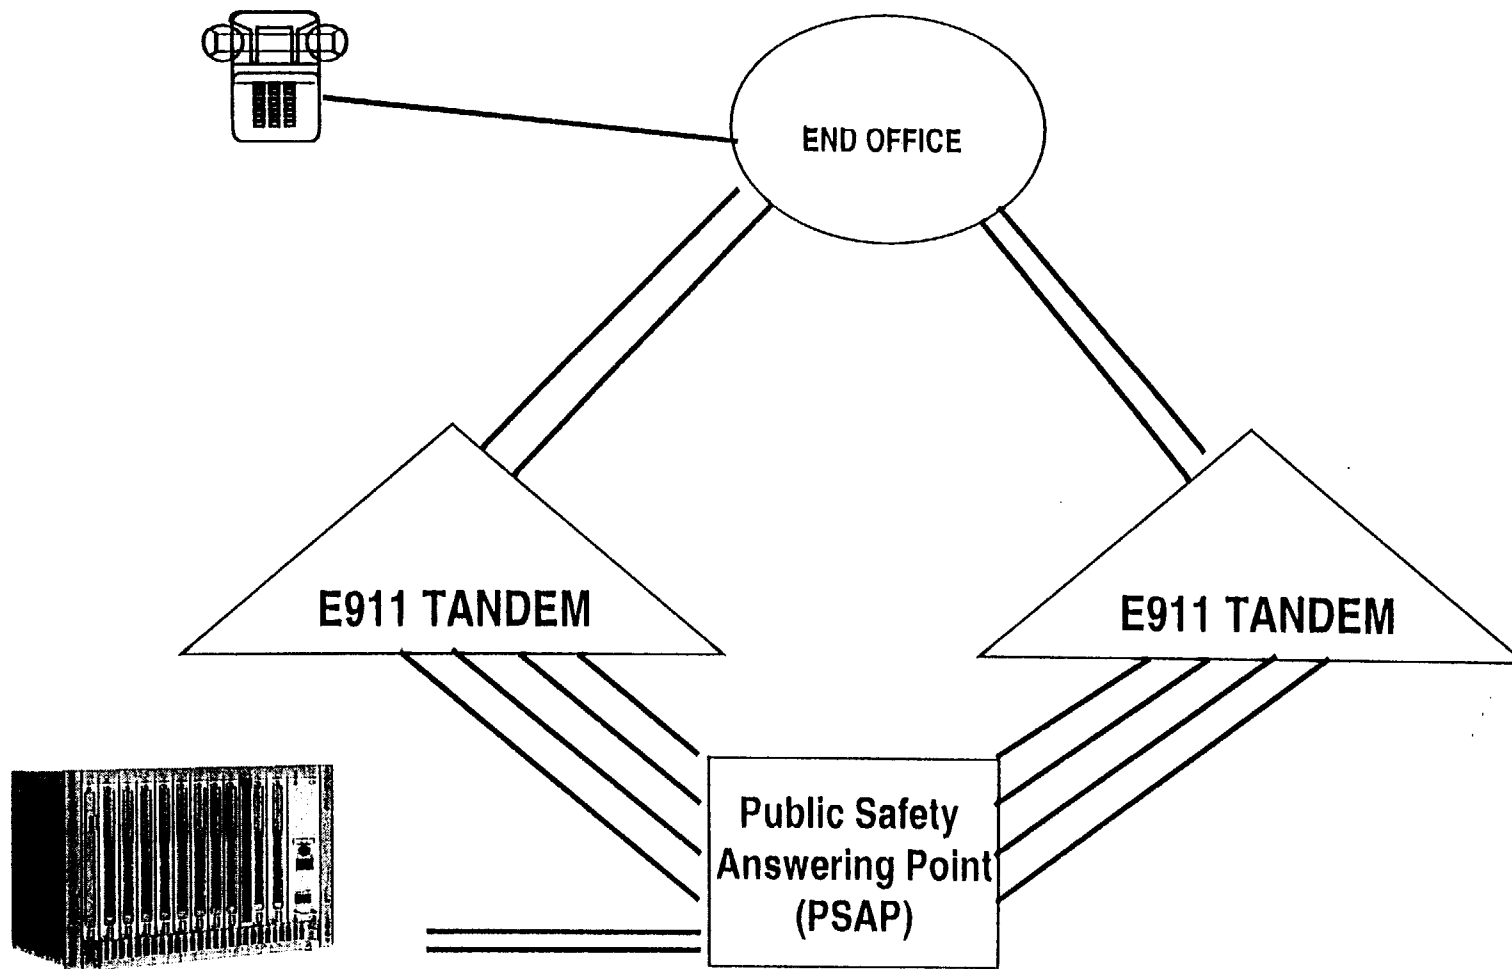 END OFFICE
E911 TANDEM
E911 TANDEM
Public Safety
Answering Point
(PSAP)